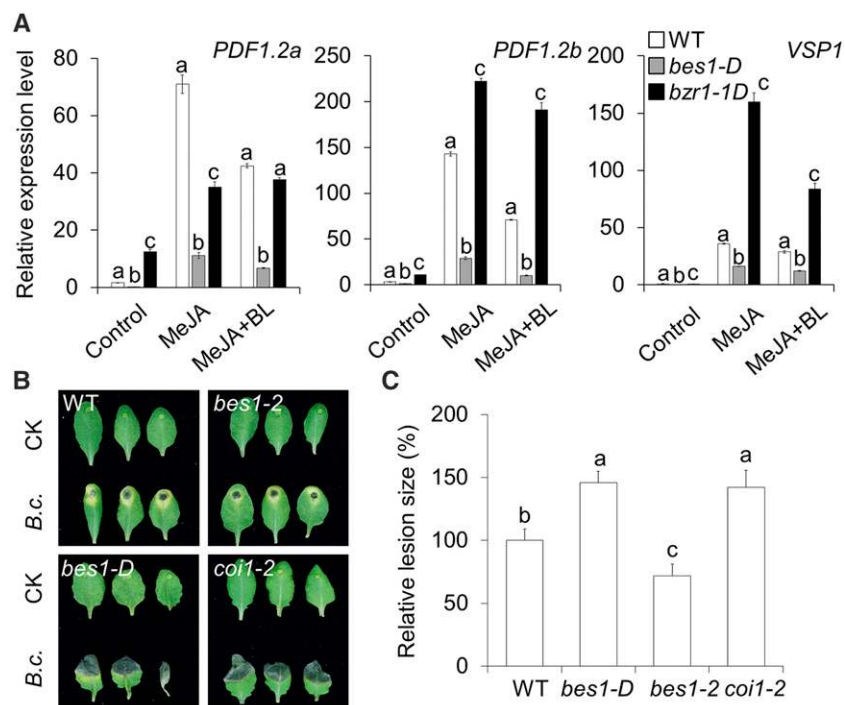 A
PDF1.2a
PDF1.2b
VSP1
WT
bes1-D
bzr1-1D
Relative expression level
80
60
40
20
0
a
b
c
a
b
c
a
b
a
Control
MeJA
MeJA+BL
250
200
150
100
50
0
a
b
c
a
b
c
a
b
c
Control
MeJA
MeJA+BL
200
150
100
50
0
a
b
c
a
b
c
a
b
c
Control
MeJA
MeJA+BL
B
WT
bes1-2
CK
B.c.
bes1-D
coi1-2
CK
B.c.
C
Relative lesion size (%)
200
150
100
50
0
b
a
c
a
WT
bes1-D
bes1-2
coi1-2